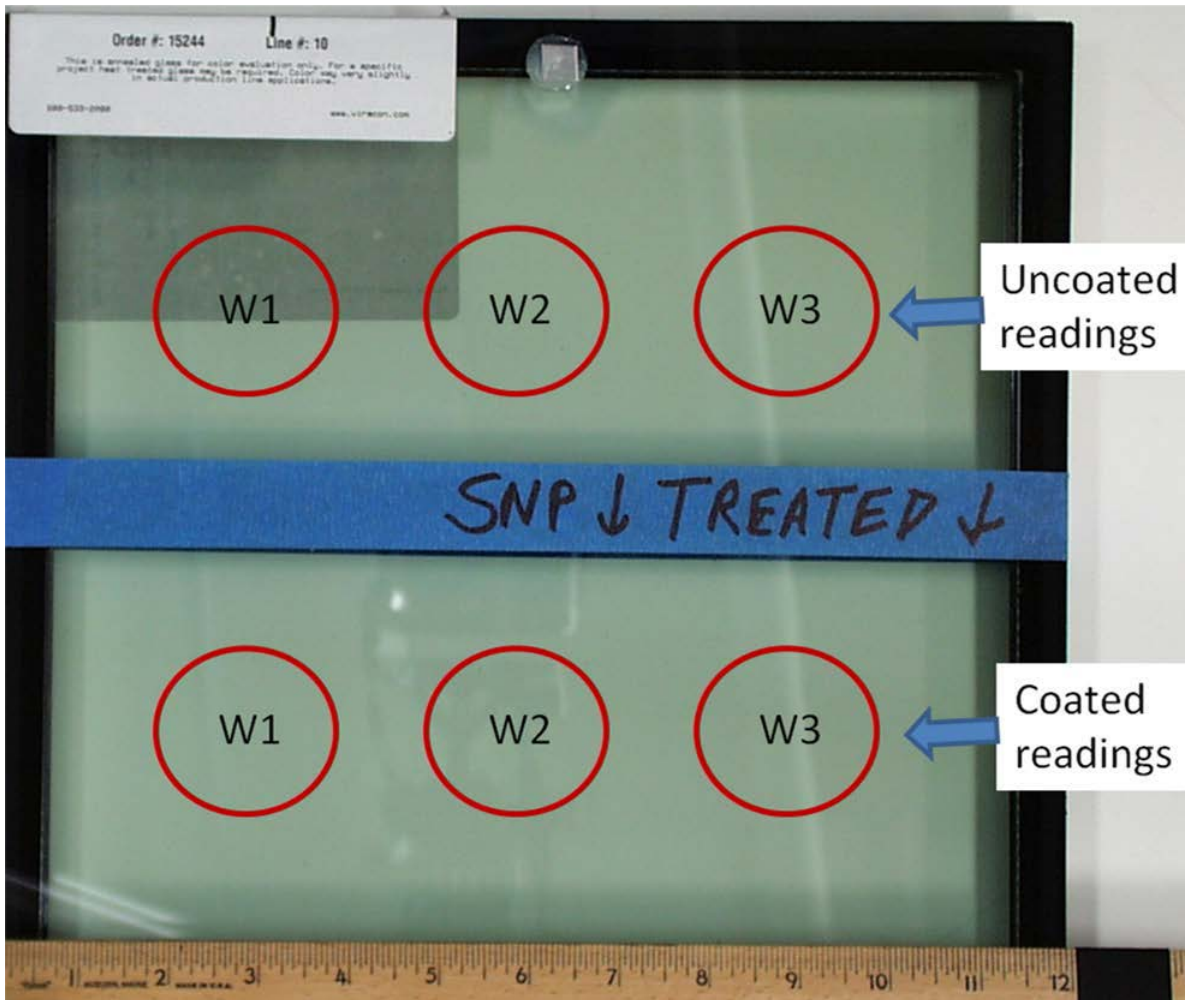 Order #: 15244 Line #: 10
This is annealed glass for color evaluation only. For a specific
project heat treated glass may be required. Color may vary slightly
in actual production line applications.
www.viracon.com
W1 W2 W3
Uncoated
readings
SNP ↓ TREATED ↓
W1 W2 W3
Coated
readings
1 2 3 4 5 6 7 8 9 10 11 12